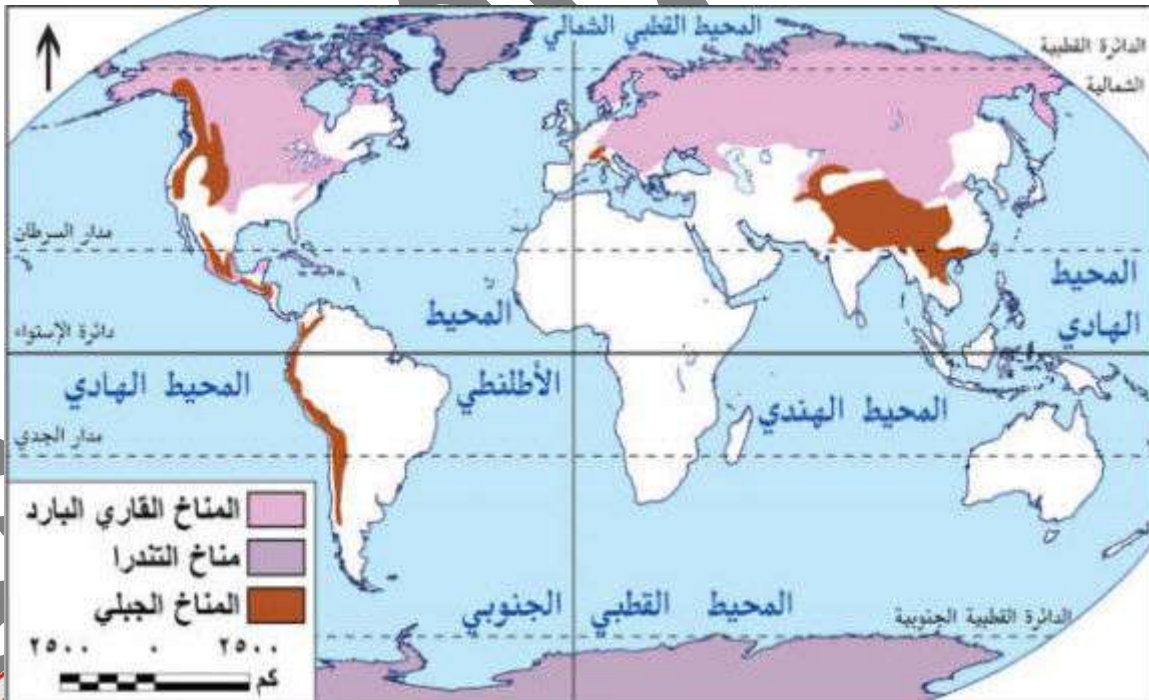 المحيط القطبي الشمالي
الدائرة القطبية
الشمالية
مدار السرطان
المحيط
الهادي
المحيط
الأطلنطي
دائرة الإستواء
المحيط الهادي
المحيط الهندي
مدار الجدي
المناخ القاري البارد
مناخ التندرا
المناخ الجبلي
٢٥٠٠ ٠ ٢٥٠٠
كم
المحيط القطبي الجنوبي
الدائرة القطبية الجنوبية